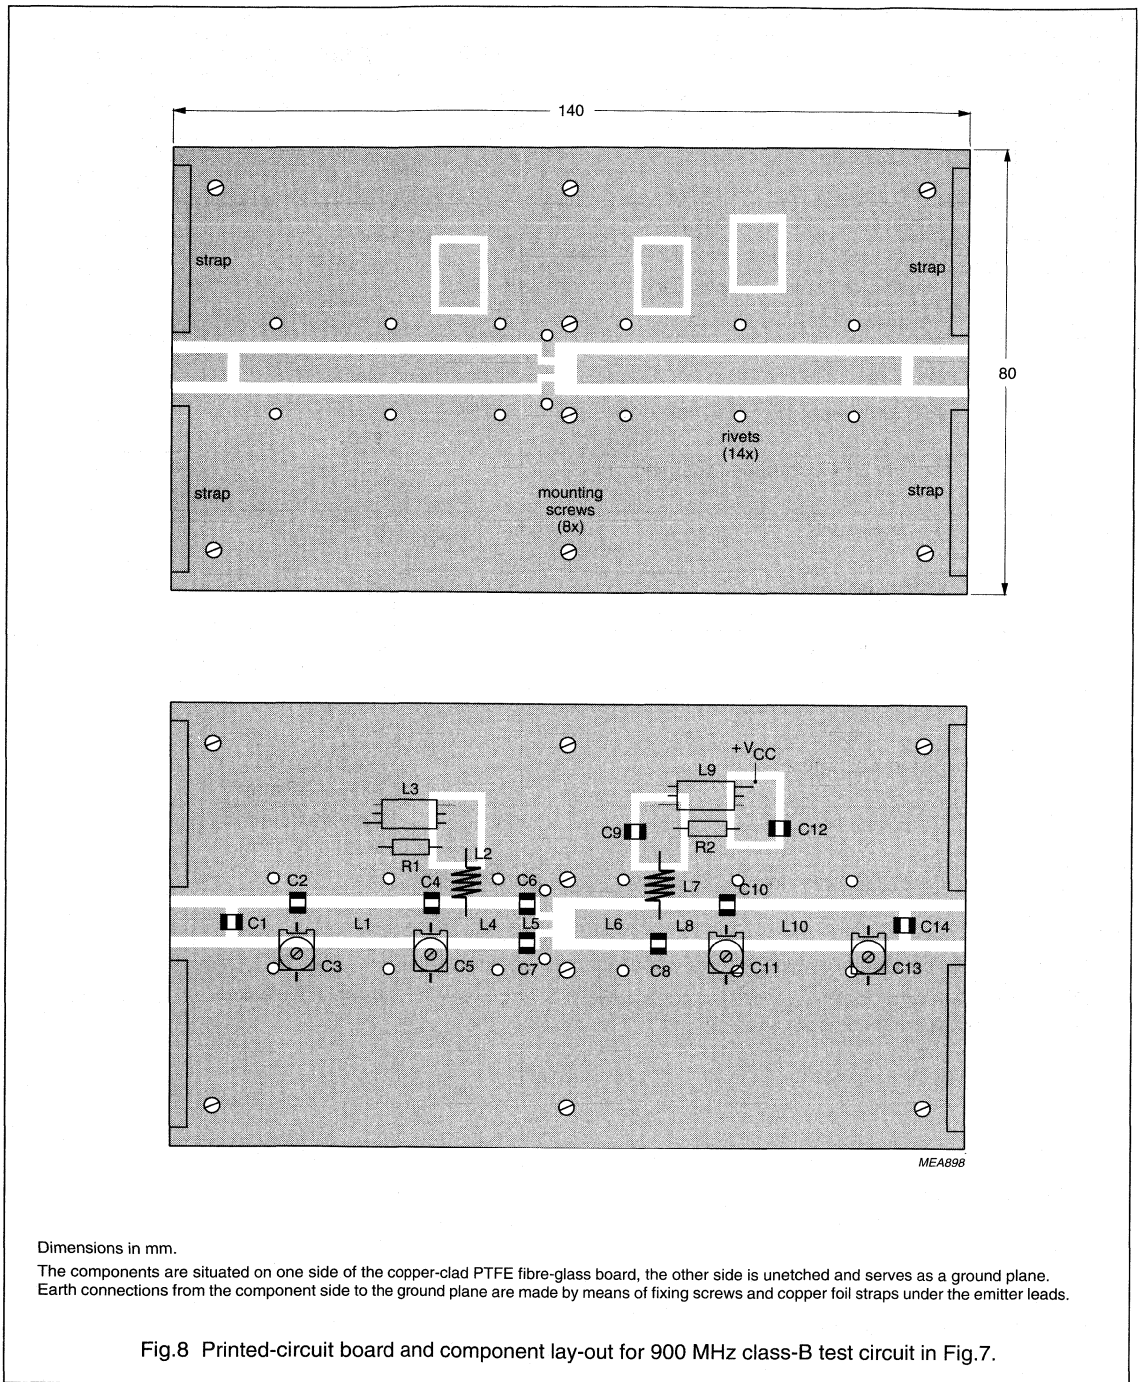 140
strap
strap
80
rivets
(14x)
strap
mounting
screws
(8x)
strap
+VCC
L3
L9
C9
C12
R1
L2
R2
C2
C4
C6
L7
C10
C1
L1
L4
L5
L6
L8
L10
C14
C3
C5
C7
C8
C11
C13
MEA898
Dimensions in mm.
The components are situated on one side of the copper-clad PTFE fibre-glass board, the other side is unetched and serves as a ground plane.
Earth connections from the component side to the ground plane are made by means of fixing screws and copper foil straps under the emitter leads.
Fig.8 Printed-circuit board and component lay-out for 900 MHz class-B test circuit in Fig.7.